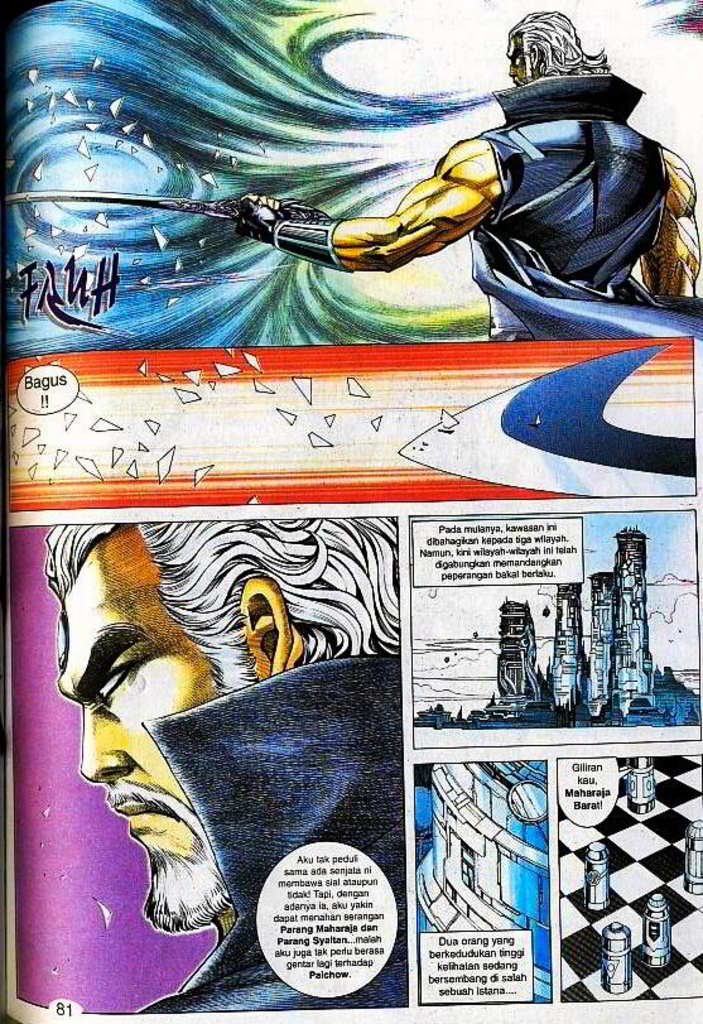 FAUH
Bagus
!!
Pada mulanya, kawasan ini
dibahagikan kepada tiga wilayah.
Namun, kini wilayah-wilayah ini telah
digabungkan memandangkan
peperangan bakal berlaku.
Aku tak peduli
sama ada senjata ni
membawa sial ataupun
tidak! Tapi, dengan
adanya ia, aku yakin
dapat menahan serangan
Parang Maharaja dan
Parang Syaitan...malah
aku juga tak perlu berasa
gentar lagi terhadap
Paichow.
Dua orang yang
berkedudukan tinggi
kelihatan sedang
bersembang di salah
sebuah istana....
Giliran
kau,
Maharaja
Barat!
81